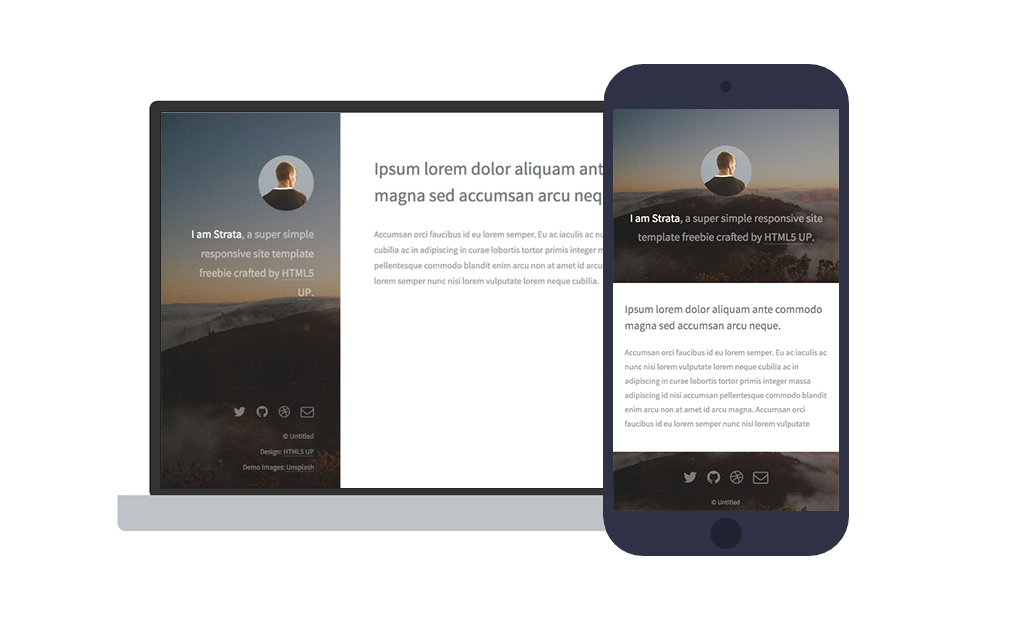 I am Strata, a super simple
responsive site template
freebie crafted by HTML5
UP.
© Untitled
Design: HTML5 UP
Demo Images: Unsplash
Ipsum lorem dolor aliquam ant
magna sed accumsan arcu neq
Accumsan orci faucibus id eu lorem semper. Eu ac iaculis ac nu
cubilia ac in adipiscing in curae lobortis tortor primis integer m
pellentesque commodo blandit enim arcu non at amet id arcu
lorem semper nunc nisi lorem vulputate lorem neque cubilia.
I am Strata, a super simple responsive site
template freebie crafted by HTML5 UP.
Ipsum lorem dolor aliquam ante commodo
magna sed accumsan arcu neque.
Accumsan orci faucibus id eu lorem semper. Eu ac iaculis ac
nunc nisi lorem vulputate lorem neque cubilia ac in
adipiscing in curae lobortis tortor primis integer massa
adipiscing id nisi accumsan pellentesque commodo blandit
enim arcu non at amet id arcu magna. Accumsan orci
faucibus id eu lorem semper nunc nisi lorem vulputate
© Untitled